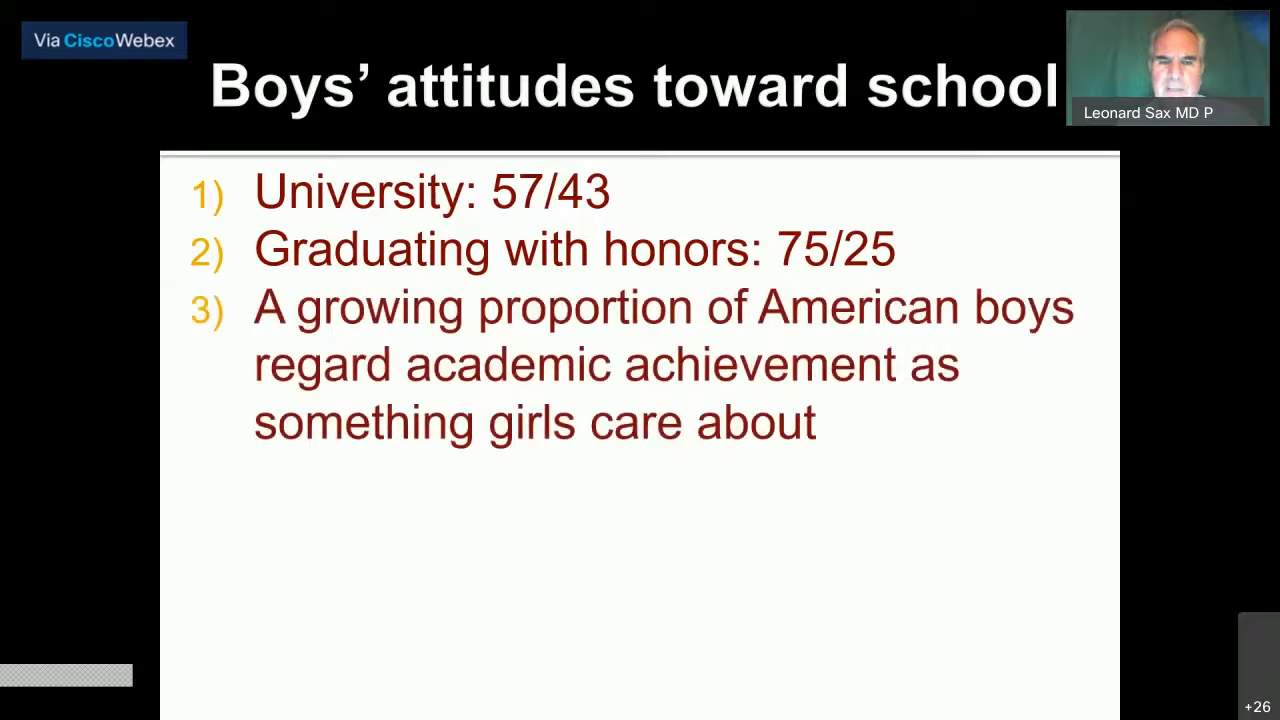 Via CiscoWebex
Boys’ attitudes toward school
Leonard Sax MD P
1) University: 57/43
2) Graduating with honors: 75/25
3) A growing proportion of American boys
regard academic achievement as
something girls care about
+26